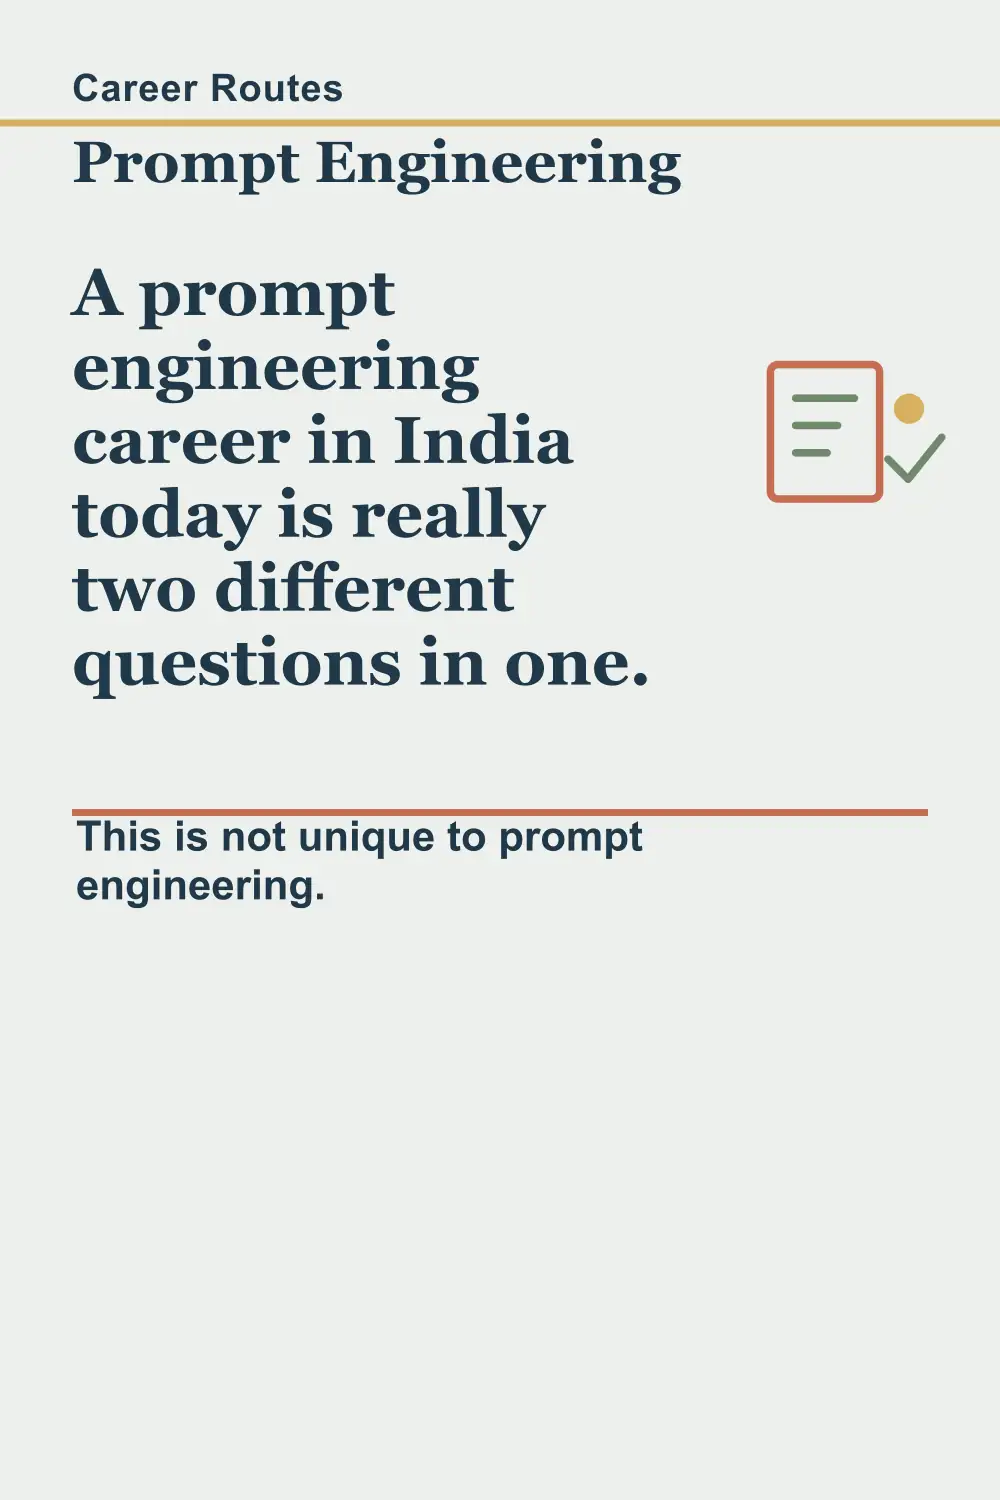 Career Routes
Prompt Engineering
A prompt
engineering
career in India
today is really
two different
questions in one.
This is not unique to prompt
engineering.